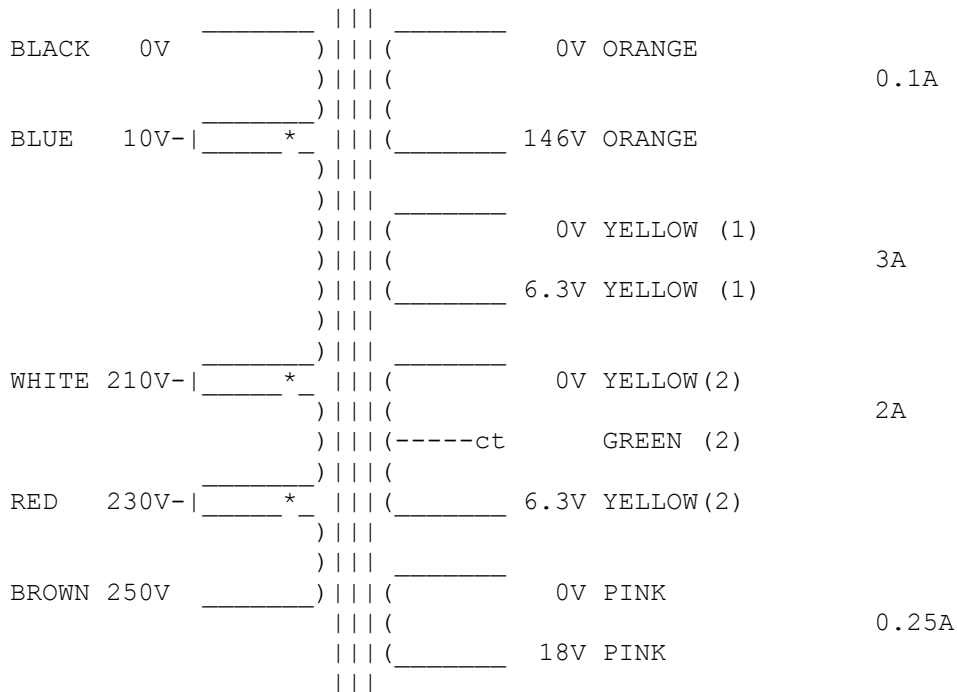 BLACK 0V 0V ORANGE
0.1A
BLUE 10V-| * 146V ORANGE
0V YELLOW (1)
3A
6.3V YELLOW (1)
WHITE 210V-| * 0V YELLOW(2)
2A
-----ct GREEN (2)
RED 230V-| * 6.3V YELLOW(2)
BROWN 250V 0V PINK
0.25A
18V PINK